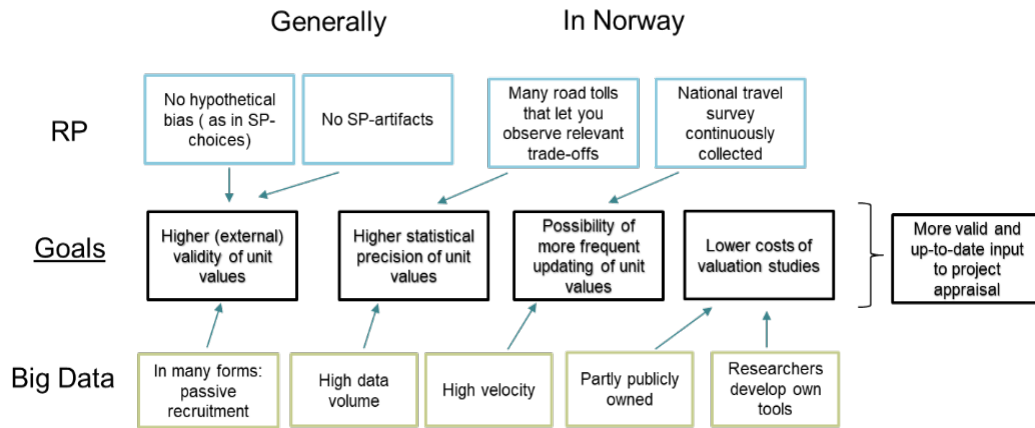 Generally
In Norway
RP
No hypothetical
bias ( as in SP-
choices)
No SP-artifacts
Many road tolls
that let you
observe relevant
trade-offs
National travel
survey
continuously
collected
Goals
Higher (external)
validity of unit
values
Higher statistical
precision of unit
values
Possibility of
more frequent
updating of unit
values
Lower costs of
valuation studies
More valid and
up-to-date input
to project
appraisal
Big Data
In many forms:
passive
recruitment
High data
volume
High velocity
Partly publicly
owned
Researchers
develop own
tools